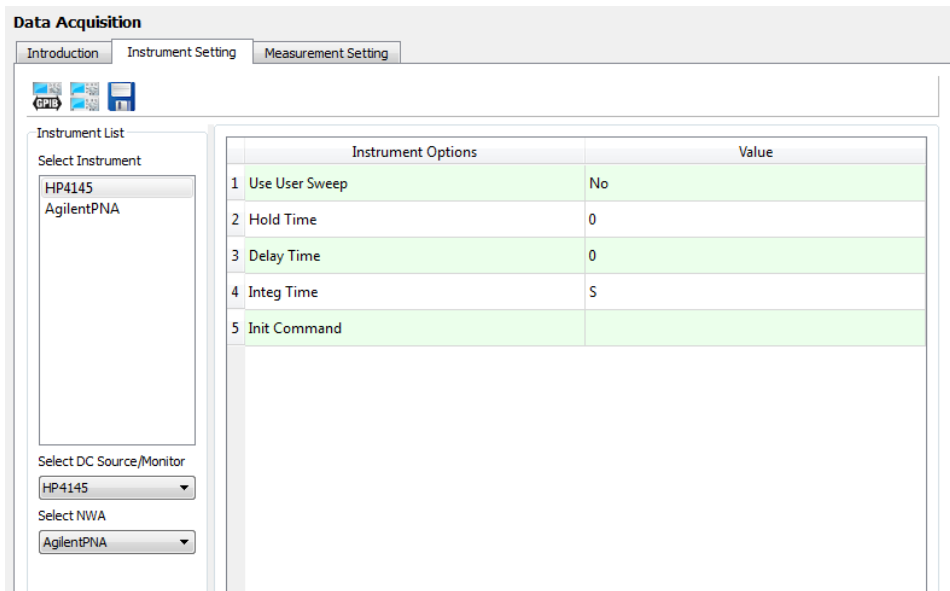 Data Acquisition
Introduction Instrument Setting Measurement Setting
GPIB
Instrument List
Select Instrument
HP4145
AgilentPNA
Instrument Options Value
1 Use User Sweep No
2 Hold Time 0
3 Delay Time 0
4 Integ Time S
5 Init Command
Select DC Source/Monitor
HP4145
Select NWA
AgilentPNA